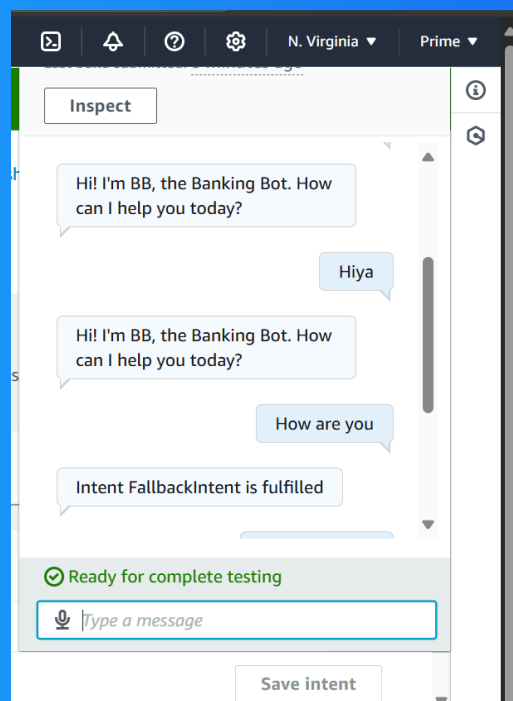 N. Virginia ▼ Prime ▼
Inspect
Hi! I'm BB, the Banking Bot. How
can I help you today?
Hiya
Hi! I'm BB, the Banking Bot. How
can I help you today?
How are you
Intent FallbackIntent is fulfilled
Ready for complete testing
Type a message
Save intent